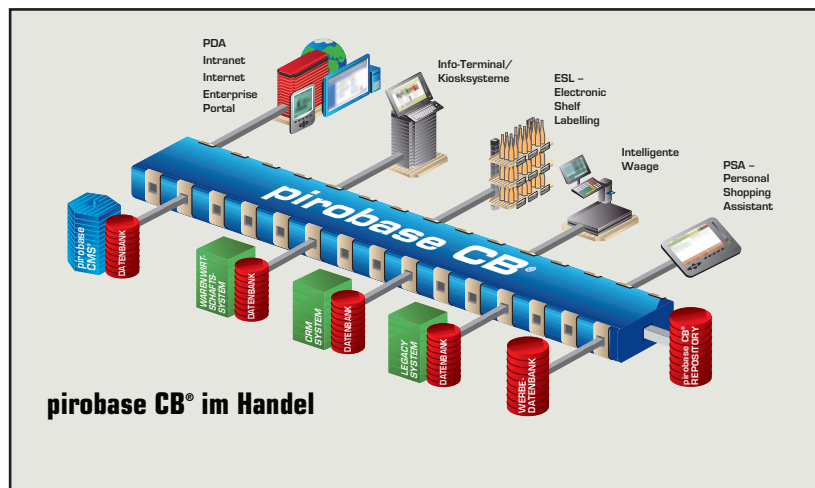 PDA
Intranet
Internet
Enterprise
Portal
Info-Terminal/
Kiosksysteme
ESL –
Electronic
Shelf
Labelling
Intelligente
Waage
PSA –
Personal
Shopping
Assistant
pirobase CB®
pirobase
CMS®
DATENBANK
WARENWIRT-
SCHAFTS-
SYSTEM
DATENBANK
CRM
SYSTEM
DATENBANK
LEGACY
SYSTEM
DATENBANK
WERBE-
DATENBANK
pirobase CB®
REPOSITORY
pirobase CB® im Handel